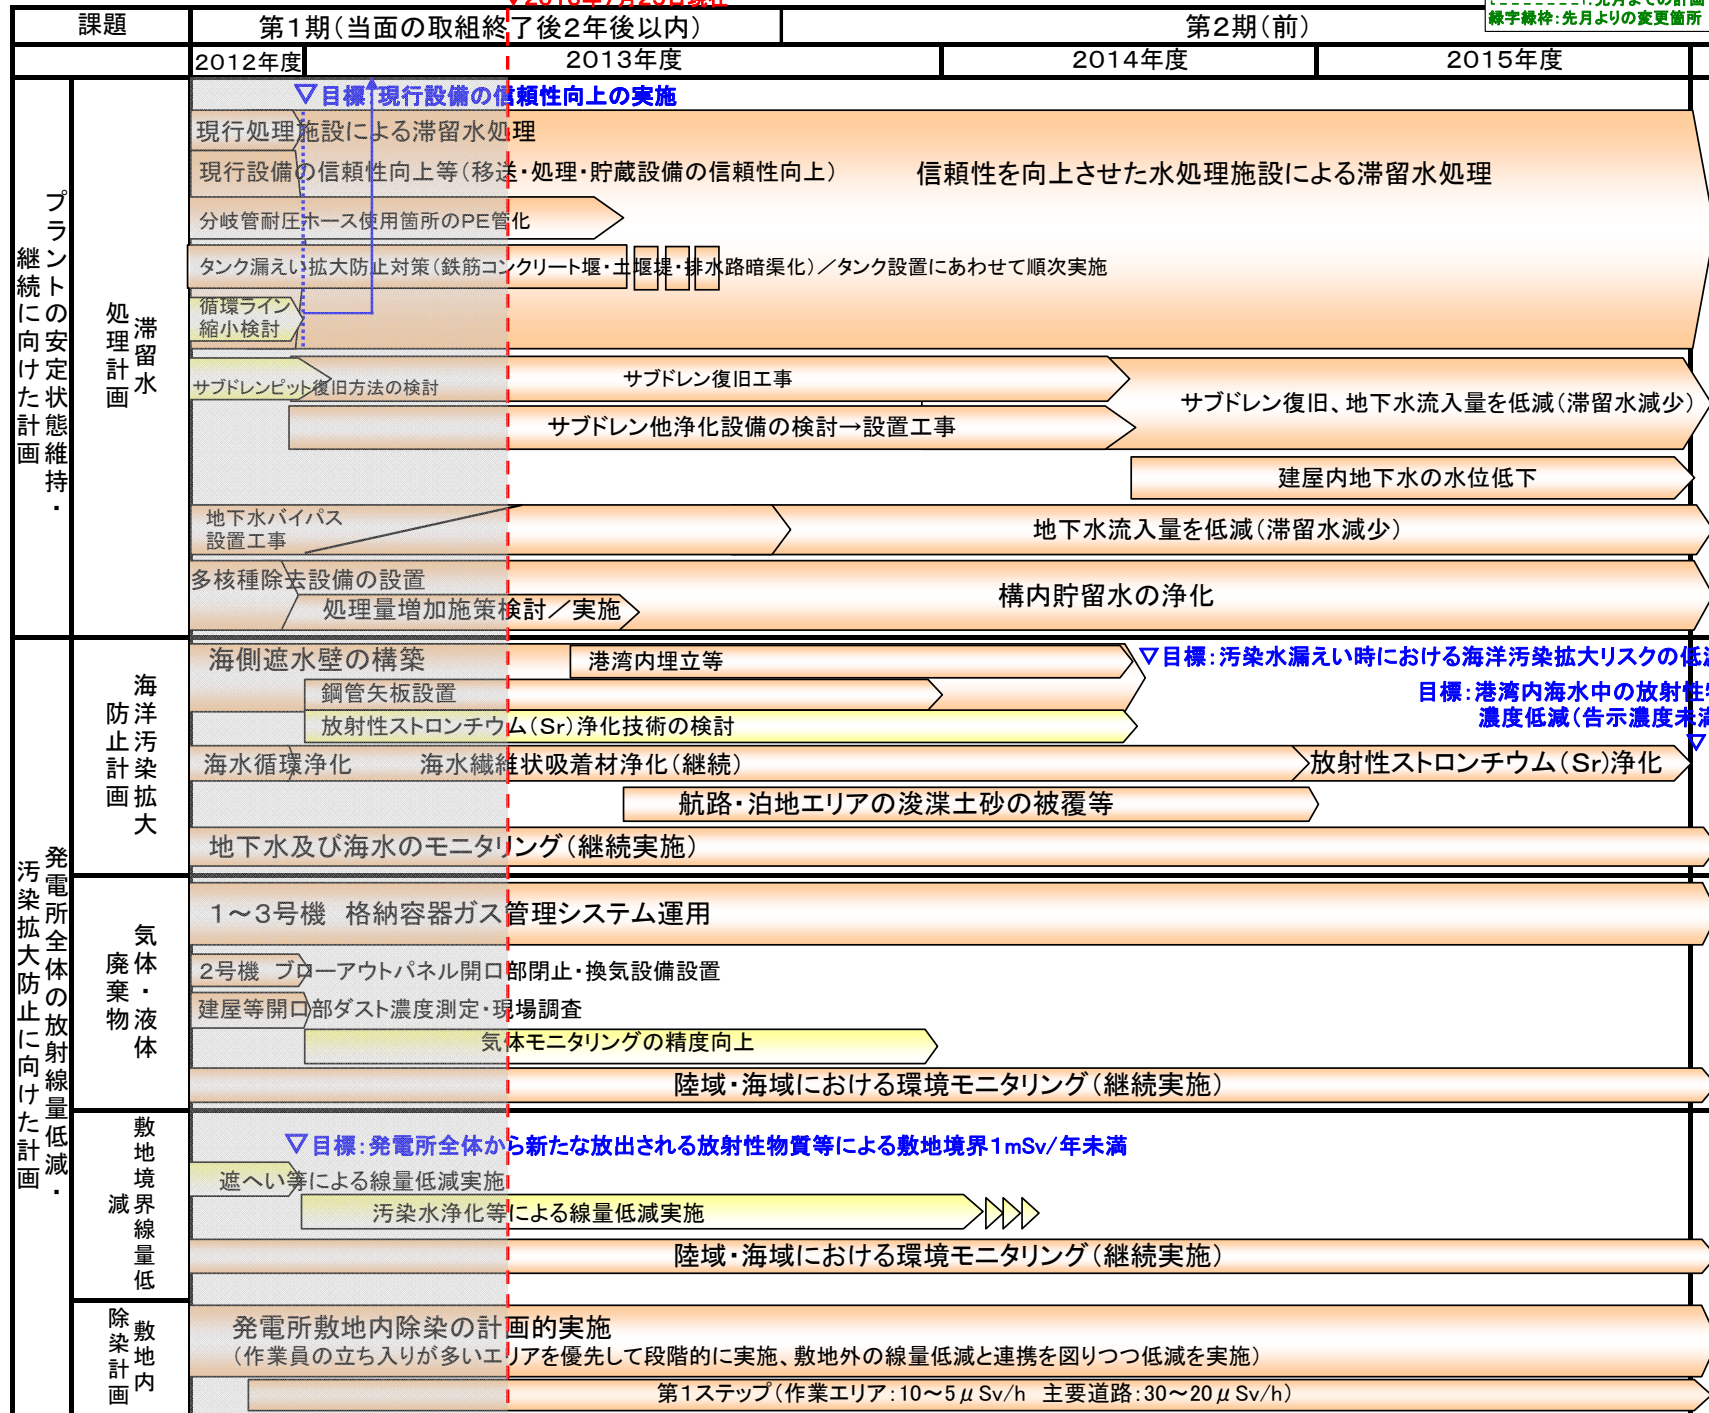 ▼2013年7月25日現在
：先月までの計画
緑字緑枠：先月よりの変更箇所
課題
第1期（当面の取組終了後2年後以内）
第2期（前）
2012年度
2013年度
2014年度
2015年度
プラントの安定状態維持・
継続に向けた計画
滞留水
処理計画
▽目標 現行設備の信頼性向上の実施
現行処理施設による滞留水処理
現行設備の信頼性向上等（移送・処理・貯蔵設備の信頼性向上）
信頼性を向上させた水処理施設による滞留水処理
分岐管耐圧ホース使用箇所のPE管化
タンク漏えい拡大防止対策（鉄筋コンクリート堰・土堰堤・排水路暗渠化）／タンク設置にあわせて順次実施
循環ライン
縮小検討
サブドレンピット復旧方法の検討
サブドレン復旧工事
サブドレン復旧、地下水流入量を低減（滞留水減少）
サブドレン他浄化設備の検討→設置工事
建屋内地下水の水位低下
地下水バイパス
設置工事
地下水流入量を低減（滞留水減少）
多核種除去設備の設置
処理量増加施策検討／実施
構内貯留水の浄化
発電所全体の放射線量低減・
汚染拡大防止に向けた計画
海洋汚染拡大
防止計画
海側遮水壁の構築
港湾内埋立等
▽目標：汚染水漏えい時における海洋汚染拡大リスクの低
鋼管矢板設置
目標：港湾内海水中の放射性
濃度低減（告示濃度未満
▽
放射性ストロンチウム（Sr）浄化技術の検討
海水循環浄化
海水繊維状吸着材浄化（継続）
放射性ストロンチウム（Sr）浄化
航路・泊地エリアの浚渫土砂の被覆等
地下水及び海水のモニタリング（継続実施）
気体・液体
廃棄物
1～3号機 格納容器ガス管理システム運用
2号機 ブローアウトパネル開口部閉止・換気設備設置
建屋等開口部ダスト濃度測定・現場調査
気体モニタリングの精度向上
陸域・海域における環境モニタリング（継続実施）
敷地境界線量低
減
▽目標：発電所全体から新たな放出される放射性物質等による敷地境界1mSv/年未満
遮へい等による線量低減実施
汚染水浄化等による線量低減実施
陸域・海域における環境モニタリング（継続実施）
敷地内
除染計画
発電所敷地内除染の計画的実施
（作業員の立ち入りが多いエリアを優先して段階的に実施、敷地外の線量低減と連携を図りつつ低減を実施）
第1ステップ（作業エリア：10～5μSv/h 主要道路：30～20μSv/h）